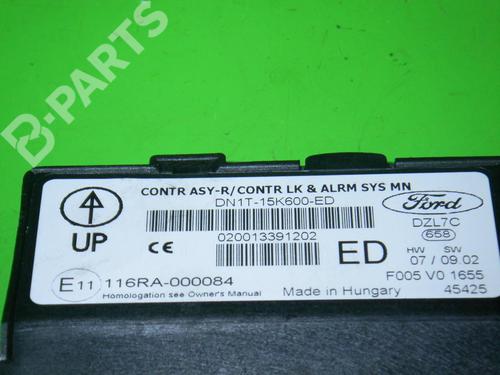 B-PARTS
CONTR ASY-R/CONTR LK & ALRM SYS MN
DN1T-15K600-ED
Ford
DZL7C
658
UP
020013391202
CE
ED
HW SW
07 / 09.02
E11 116RA-000084
F005 V0 1655
Homologation see Owner's Manual
Made in Hungary
45425